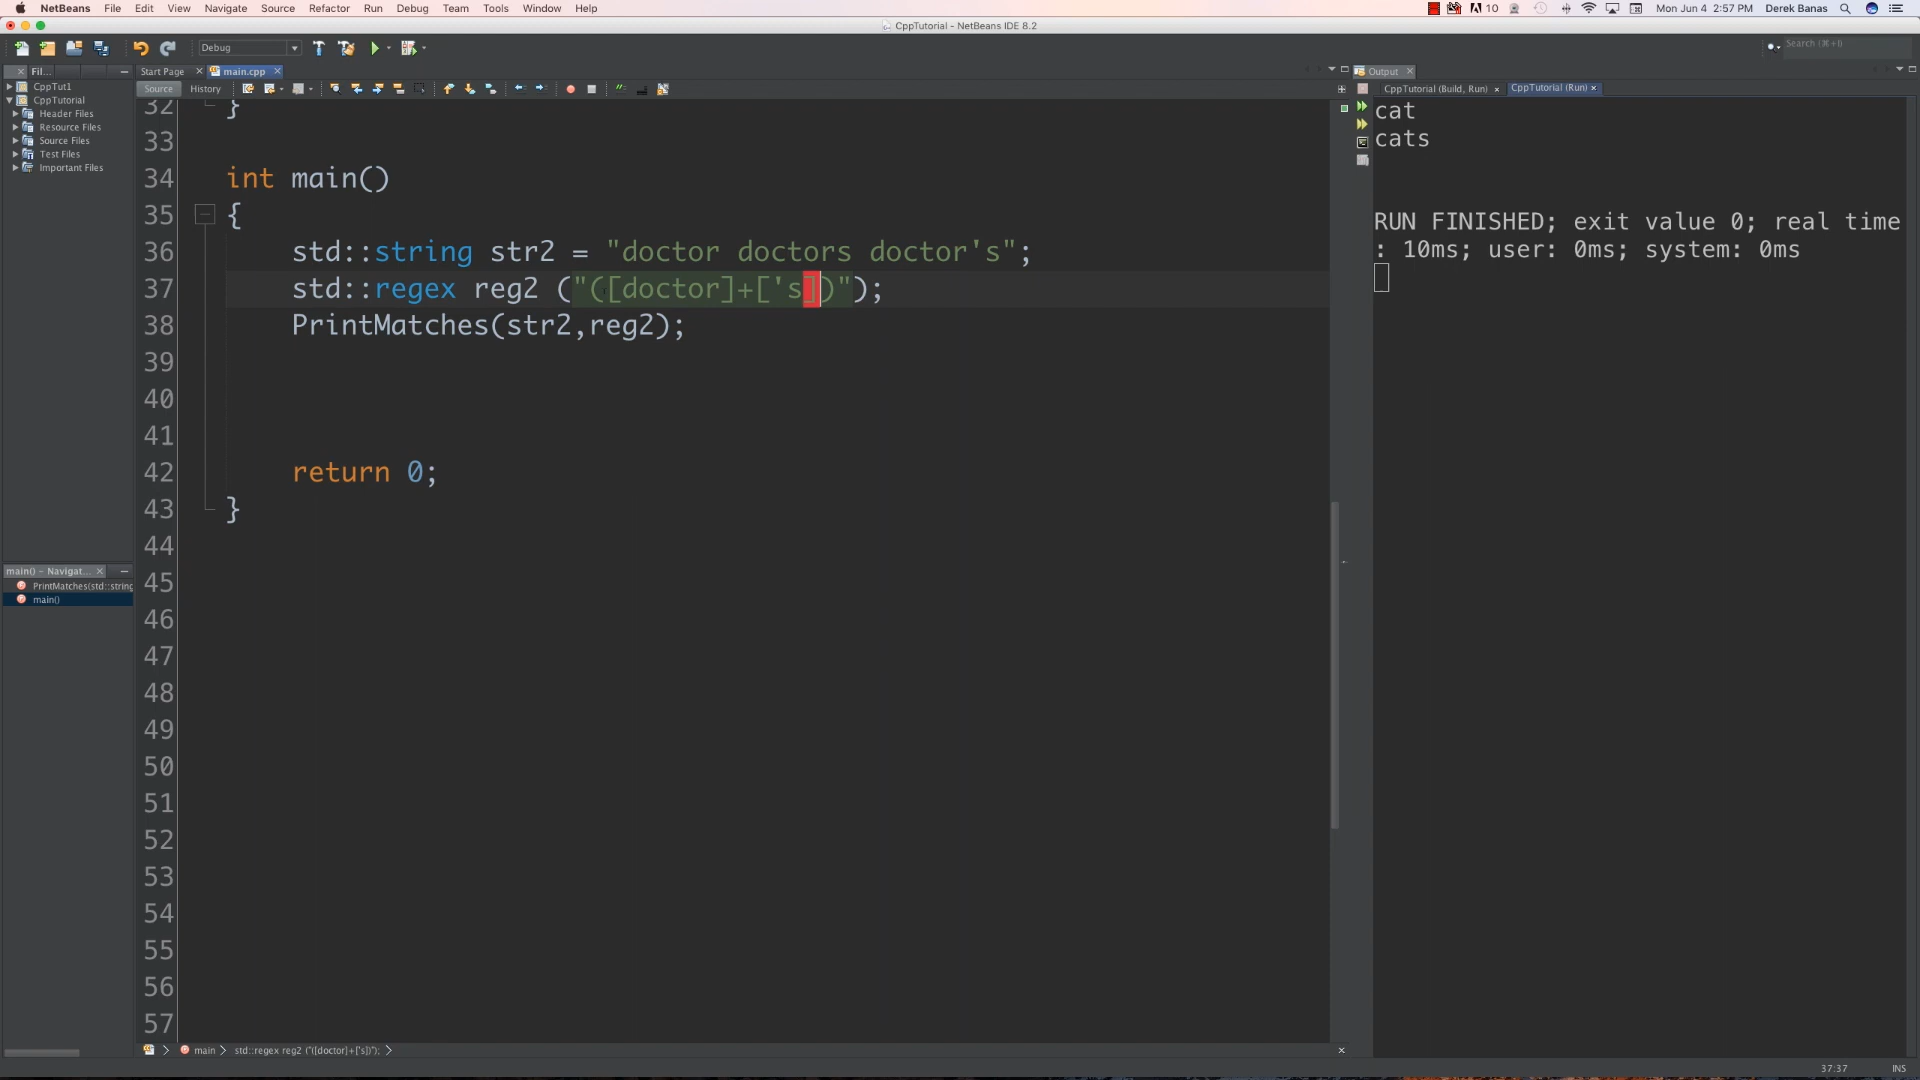 NetBeans File Edit View Navigate Source Refactor Run Debug Team Tools Window Help 10 Mon Jun 4 2:57 PM Derek Banas
CppTutorial - NetBeans IDE 8.2
Debug Search (⌘+I)
Fil... Start Page main.cpp Output
Source History CppTutorial (Build, Run) CppTutorial (Run)
CppTut1
CppTutorial
Header Files
Resource Files
Source Files
Test Files
Important Files
main() - Navigat...
PrintMatches(std::string
main()
32 }
33
34 int main()
35 {
36 std::string str2 = "doctor doctors doctor's";
37 std::regex reg2 ("([doctor]+['s])");
38 PrintMatches(str2,reg2);
39
40
41
42 return 0;
43 }
44
45
46
47
48
49
50
51
52
53
54
55
56
57
cat
cats
RUN FINISHED; exit value 0; real time
: 10ms; user: 0ms; system: 0ms
main std::regex reg2 ("([doctor]+['s])");
37:37 INS